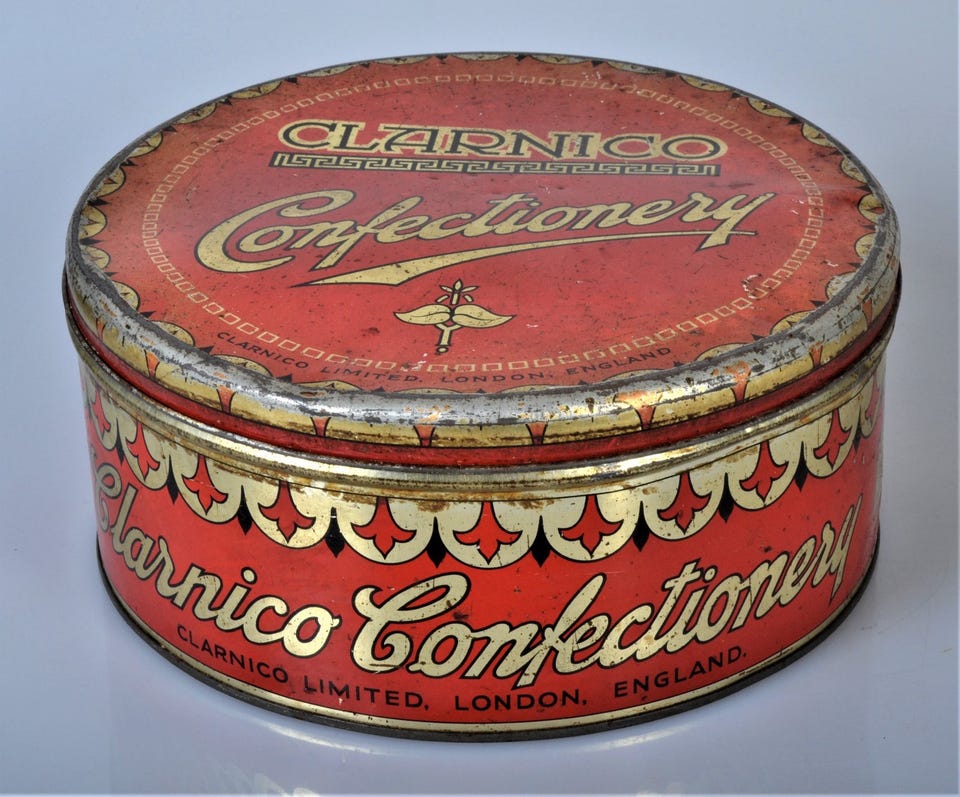 CLARNICO
Confectionery
CLARNICO LIMITED. LONDON. ENGLAND
Clarnico Confectionery
CLARNICO LIMITED, LONDON, ENGLAND.